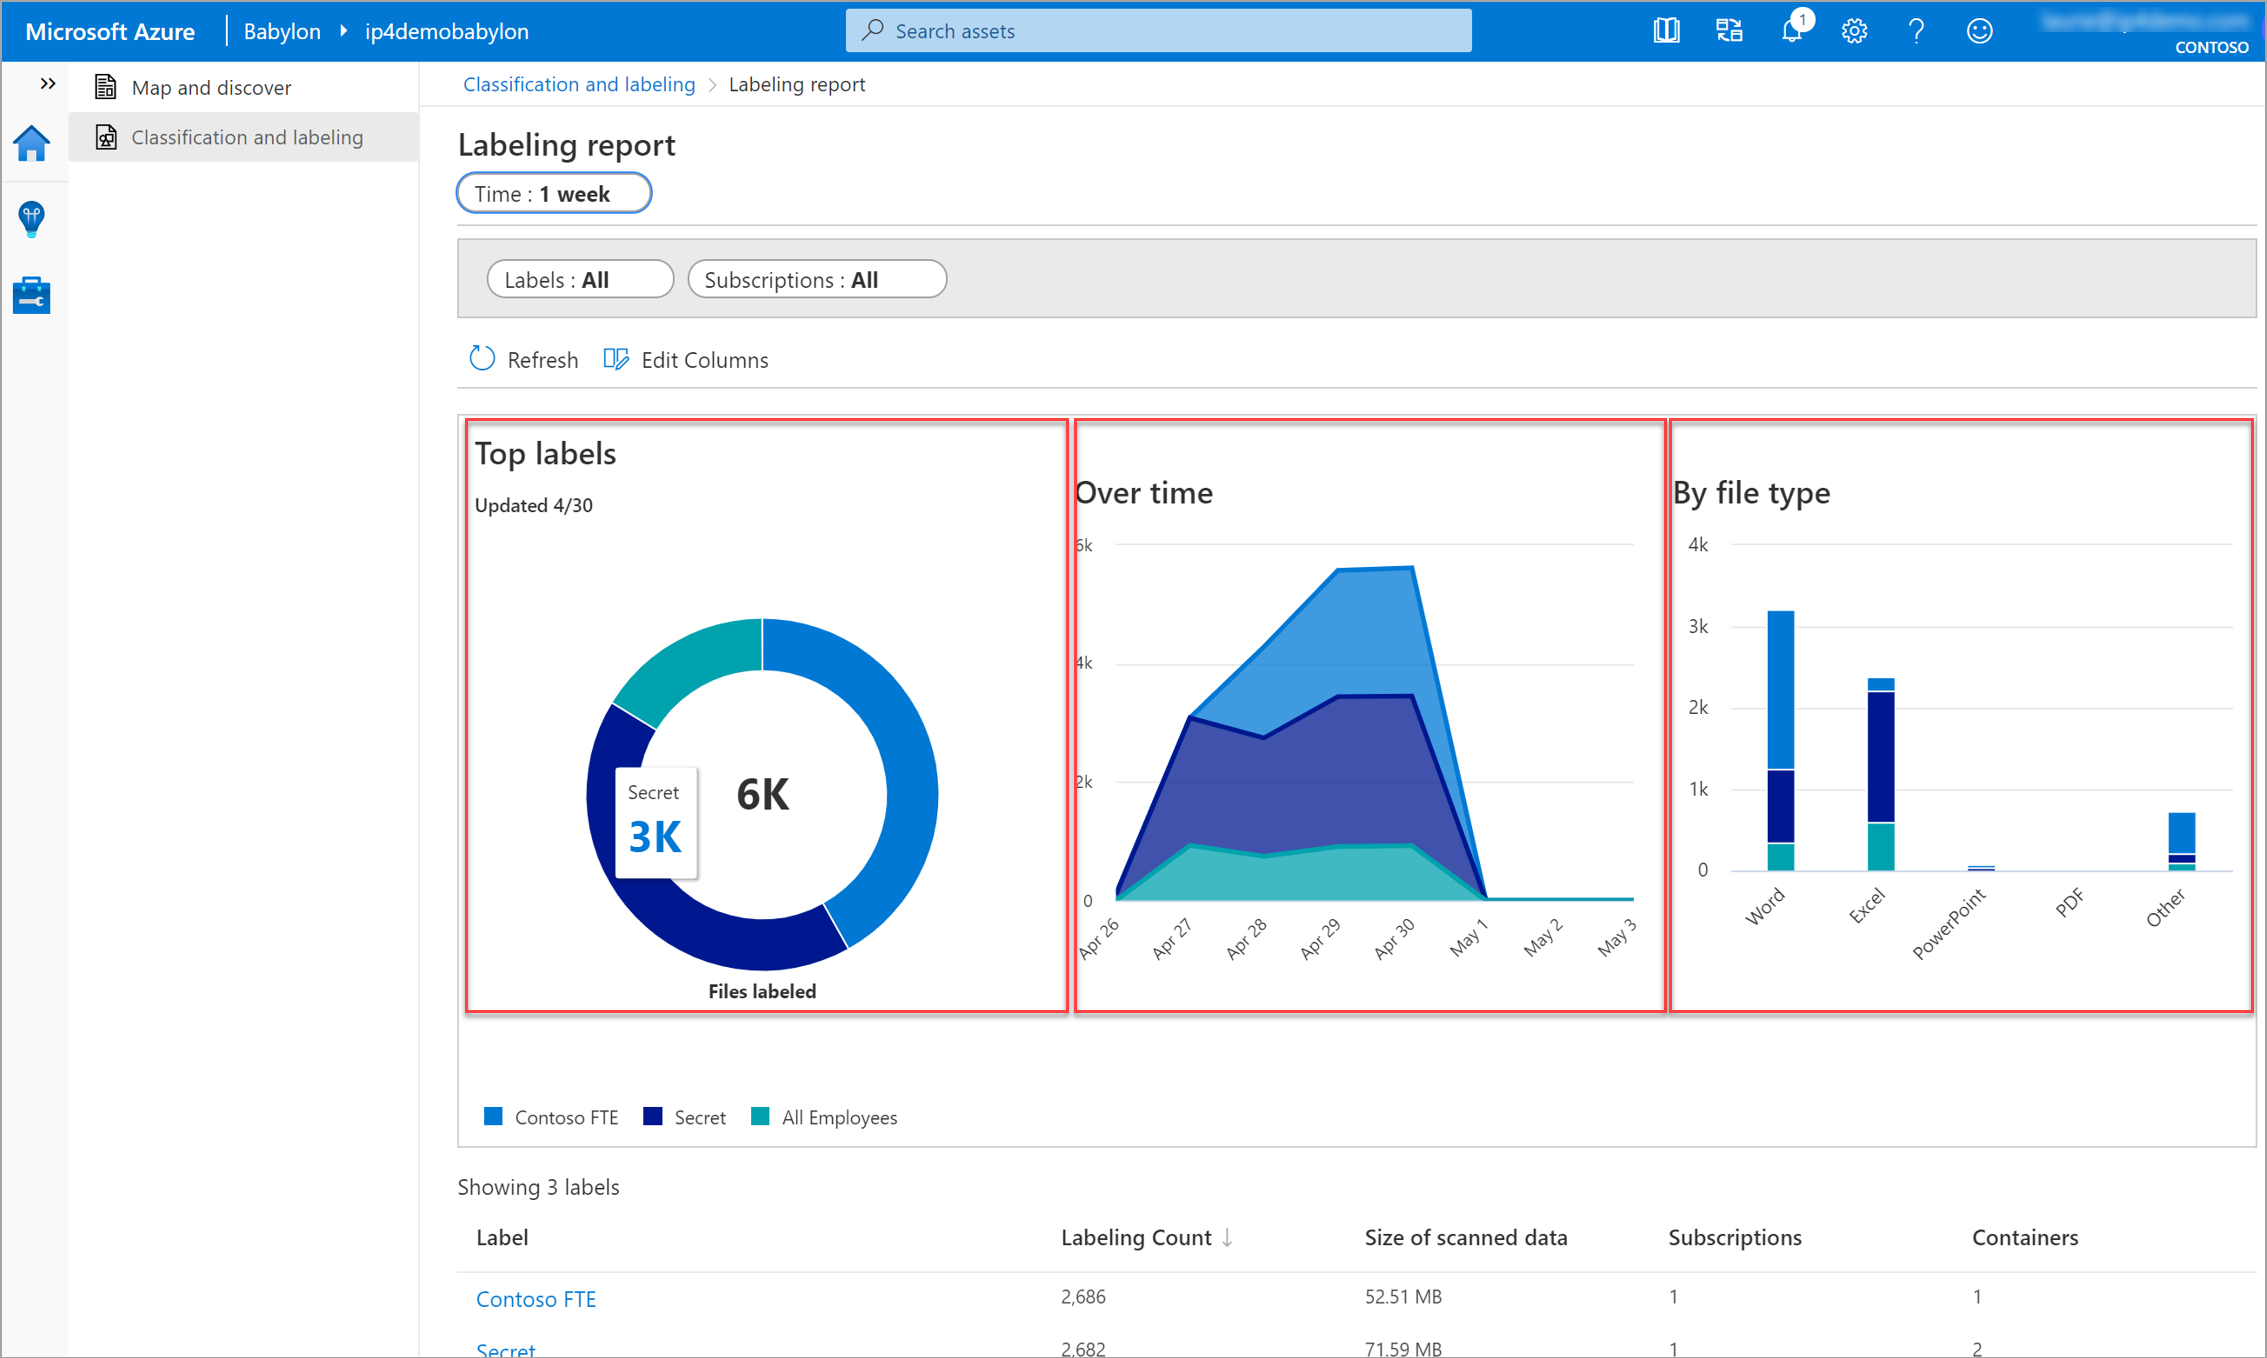 Microsoft Azure
Babylon
ip4demobabylon
Search assets
1
CONTOSO
Map and discover
Classification and labeling
Classification and labeling
Labeling report
Labeling report
Time : 1 week
Labels : All
Subscriptions : All
Refresh
Edit Columns
Top labels
Updated 4/30
Secret
3K
6K
Files labeled
Over time
6k
4k
2k
0
Apr 26
Apr 27
Apr 28
Apr 29
Apr 30
May 1
May 2
May 3
By file type
4k
3k
2k
1k
0
Word
Excel
PowerPoint
PDF
Other
Contoso FTE
Secret
All Employees
Showing 3 labels
Label Labeling Count ↓ Size of scanned data Subscriptions Containers
Contoso FTE 2,686 52.51 MB 1 1
Secret 2,682 71.59 MB 1 2